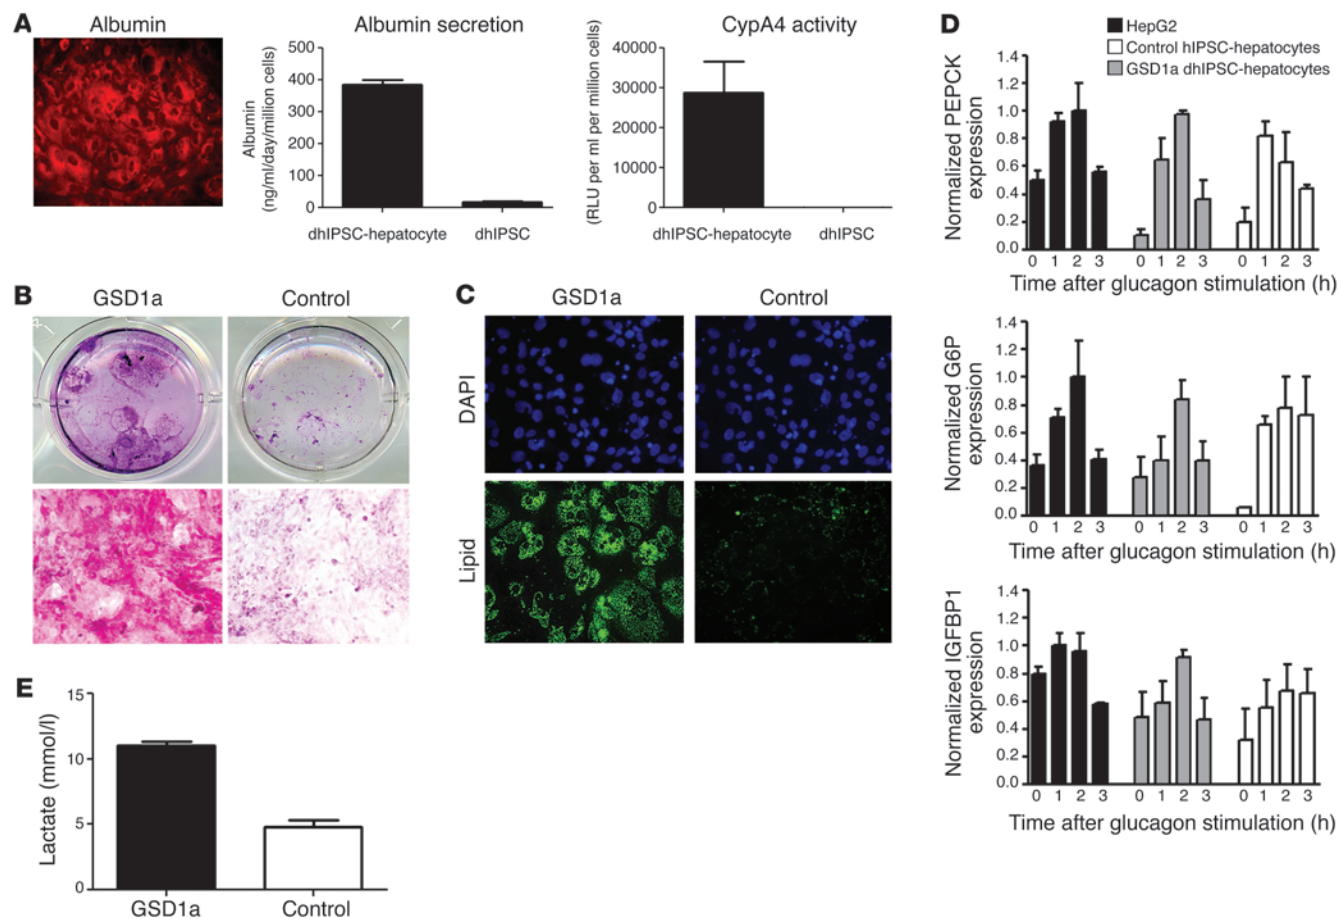 A
Albumin
Albumin secretion
Albumin
(ng/ml/day/million cells)
500
400
300
200
100
0
dhIPSC-hepatocyte
dhIPSC
CypA4 activity
(RLU per ml per million cells)
40000
30000
20000
10000
0
dhIPSC-hepatocyte
dhIPSC
B
GSD1a
Control
C
GSD1a
Control
DAPI
Lipid
D
HepG2
Control hIPSC-hepatocytes
GSD1a dhIPSC-hepatocytes
Normalized PEPCK
expression
1.4
1.2
1.0
0.8
0.6
0.4
0.2
0.0
0 1 2 3 0 1 2 3 0 1 2 3
Time after glucagon stimulation (h)
Normalized G6P
expression
1.4
1.2
1.0
0.8
0.6
0.4
0.2
0.0
0 1 2 3 0 1 2 3 0 1 2 3
Time after glucagon stimulation (h)
Normalized IGFBP1
expression
1.4
1.2
1.0
0.8
0.6
0.4
0.2
0.0
0 1 2 3 0 1 2 3 0 1 2 3
Time after glucagon stimulation (h)
E
Lactate (mmol/l)
15
10
5
0
GSD1a
Control